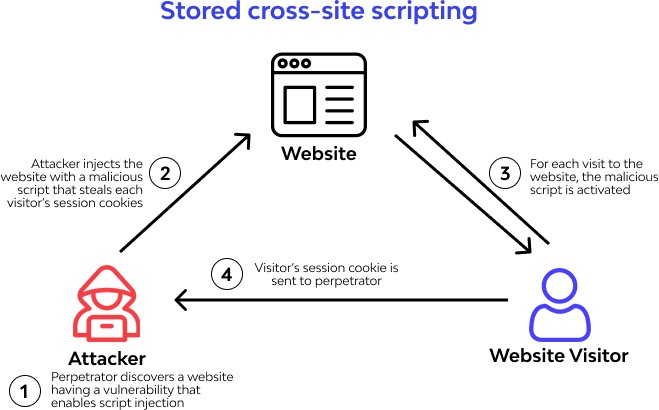 Stored cross-site scripting
Website
Attacker injects the
website with a malicious
script that steals each
visitor's session cookies
2
3
For each visit to the
website, the malicious
script is activated
4
Visitor's session cookie is
sent to perpetrator
Attacker
Website Visitor
1
Perpetrator discovers a website
having a vulnerability that
enables script injection